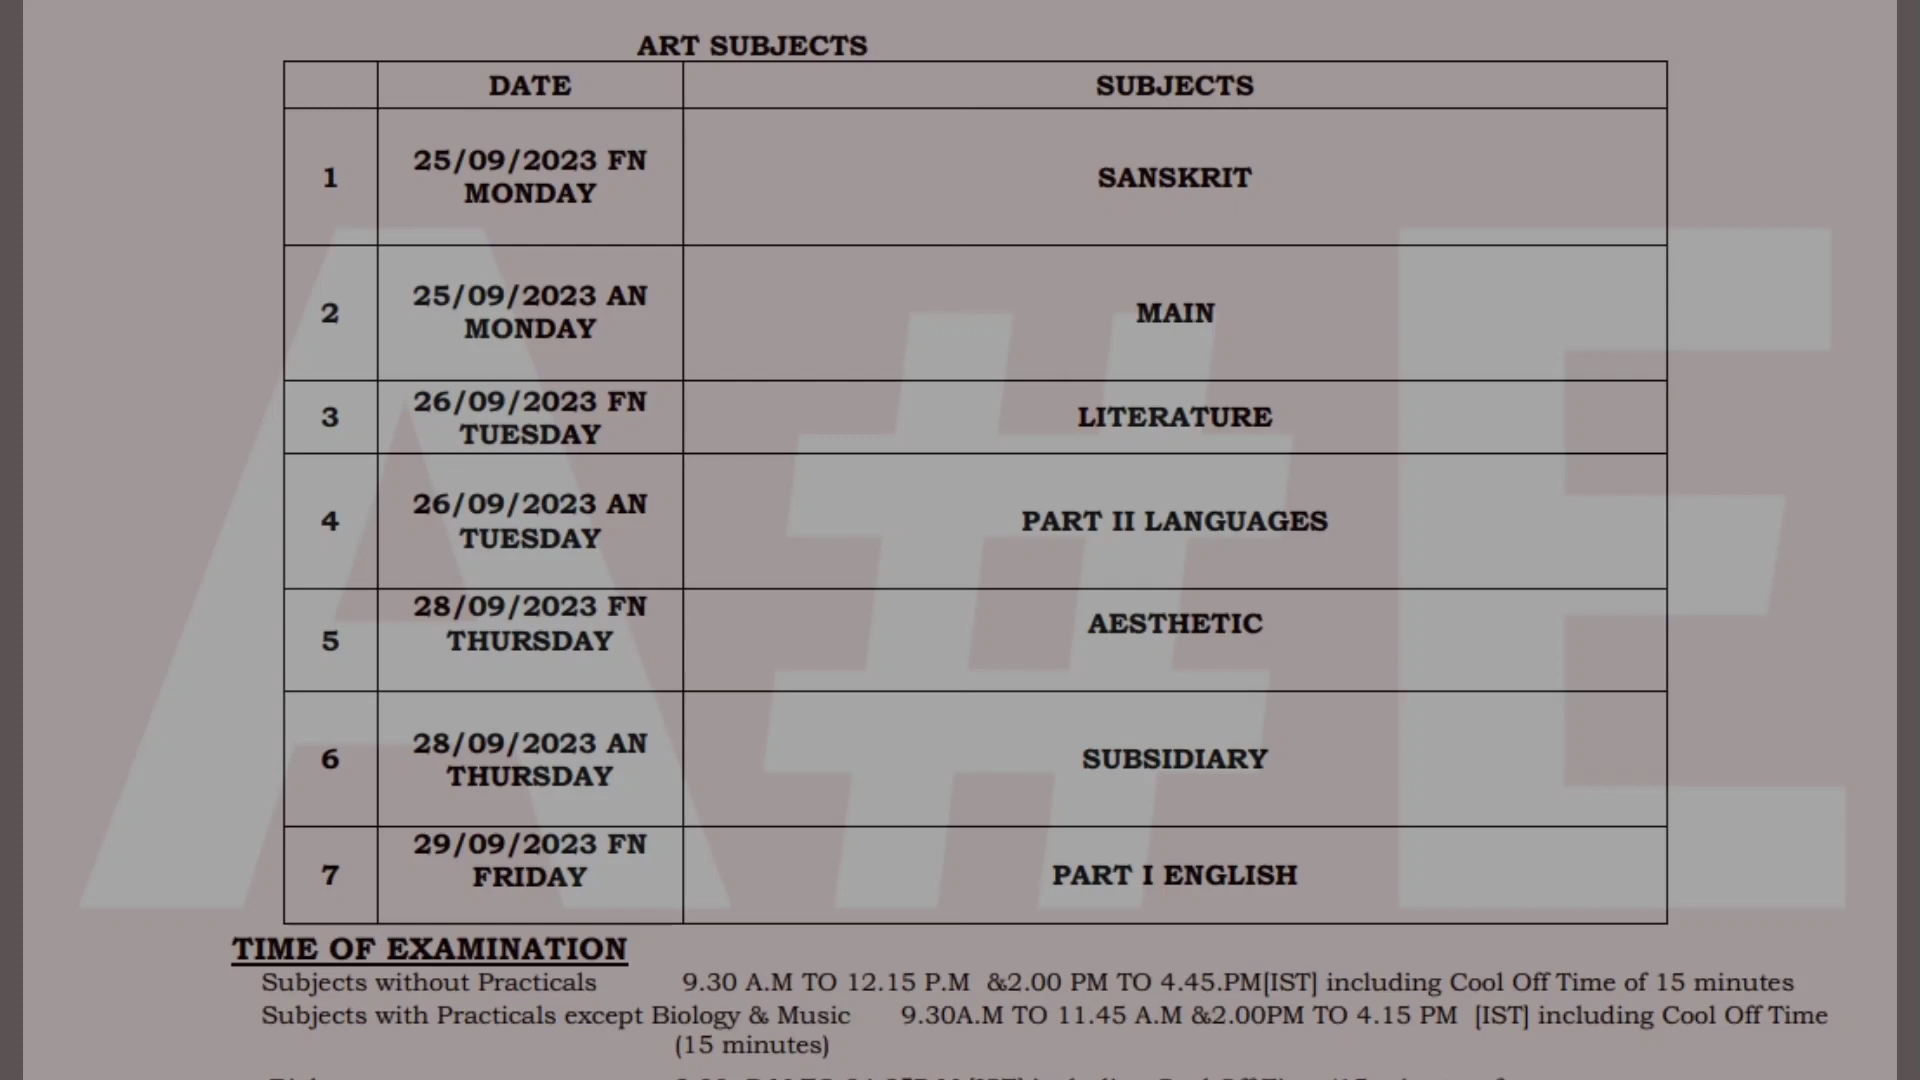 ART SUBJECTS
DATE SUBJECTS
1 25/09/2023 FN MONDAY SANSKRIT
2 25/09/2023 AN MONDAY MAIN
3 26/09/2023 FN TUESDAY LITERATURE
4 26/09/2023 AN TUESDAY PART II LANGUAGES
5 28/09/2023 FN THURSDAY AESTHETIC
6 28/09/2023 AN THURSDAY SUBSIDIARY
7 29/09/2023 FN FRIDAY PART I ENGLISH
TIME OF EXAMINATION
Subjects without Practicals 9.30 A.M TO 12.15 P.M &2.00 PM TO 4.45.PM[IST] including Cool Off Time of 15 minutes
Subjects with Practicals except Biology & Music 9.30A.M TO 11.45 A.M &2.00PM TO 4.15 PM [IST] including Cool Off Time
(15 minutes)
A#E